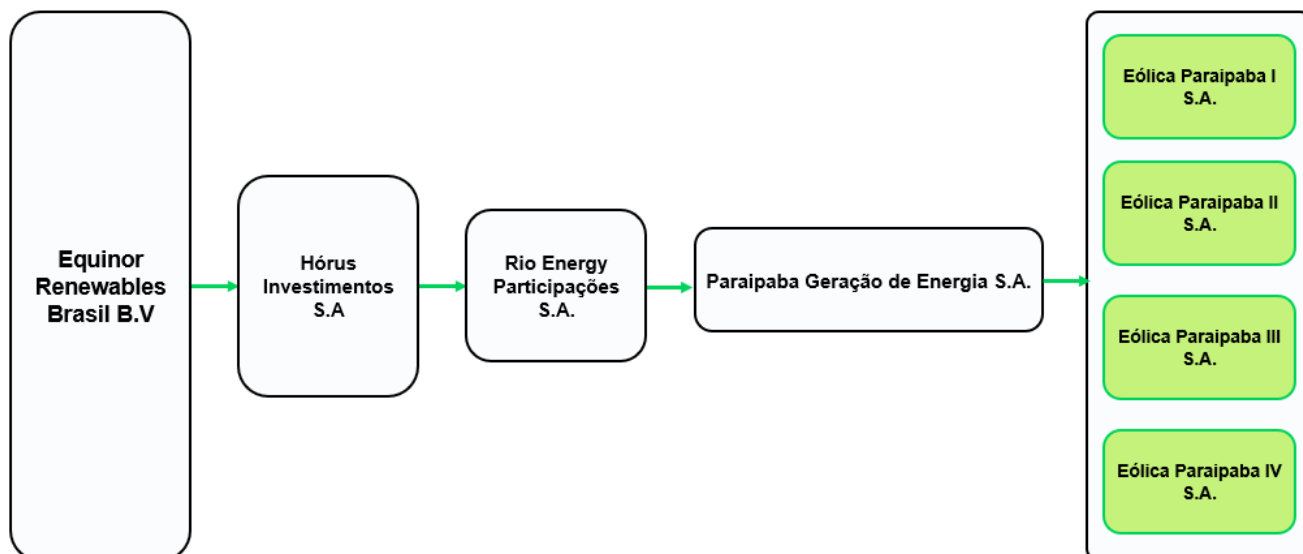 Equinor
Renewables
Brasil B.V
Hórus
Investimentos
S.A
Rio Energy
Participações
S.A.
Paraipaba Geração de Energia S.A.
Eólica Paraipaba I
S.A.
Eólica Paraipaba II
S.A.
Eólica Paraipaba III
S.A.
Eólica Paraipaba IV
S.A.